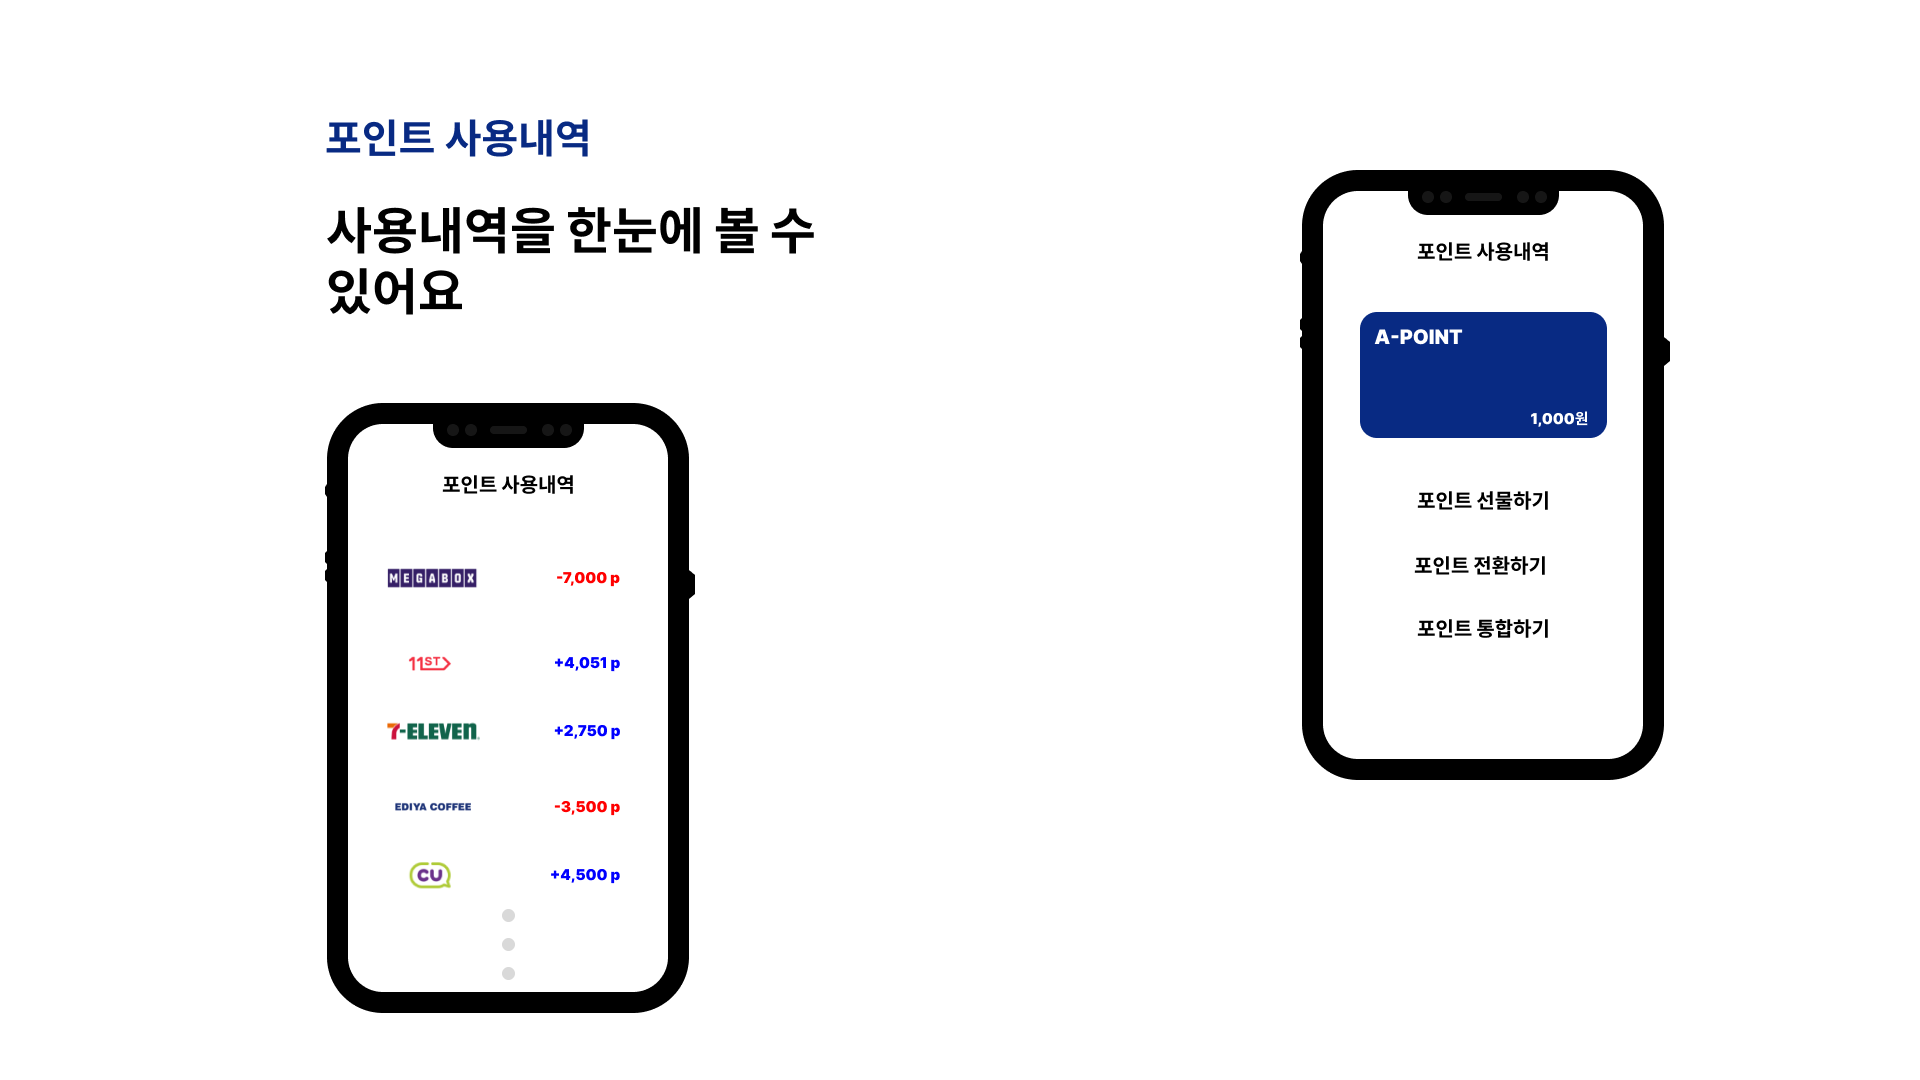 포인트 사용내역
사용내역을 한눈에 볼 수
있어요
포인트 사용내역
MEGABOX -7,000 p
11ST +4,051 p
7-ELEVEN +2,750 p
EDIYA COFFEE -3,500 p
CU +4,500 p
포인트 사용내역
A-POINT
1,000원
포인트 선물하기
포인트 전환하기
포인트 통합하기